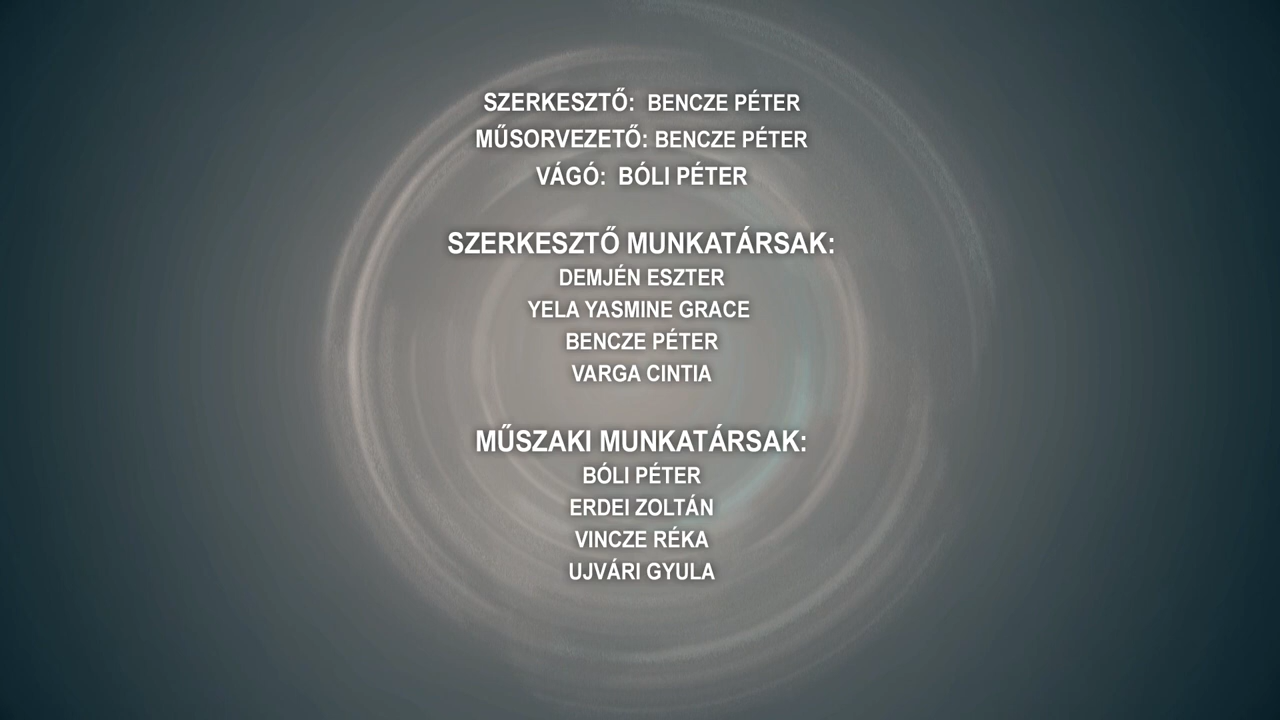 SZERKESZTŐ: BENCZE PÉTER
MŰSORVEZETŐ: BENCZE PÉTER
VÁGÓ: BÓLI PÉTER
SZERKESZTŐ MUNKATÁRSAK:
DEMJÉN ESZTER
YELA YASMINE GRACE
BENCZE PÉTER
VARGA CINTIA
MŰSZAKI MUNKATÁRSAK:
BÓLI PÉTER
ERDEI ZOLTÁN
VINCZE RÉKA
UJVÁRI GYULA